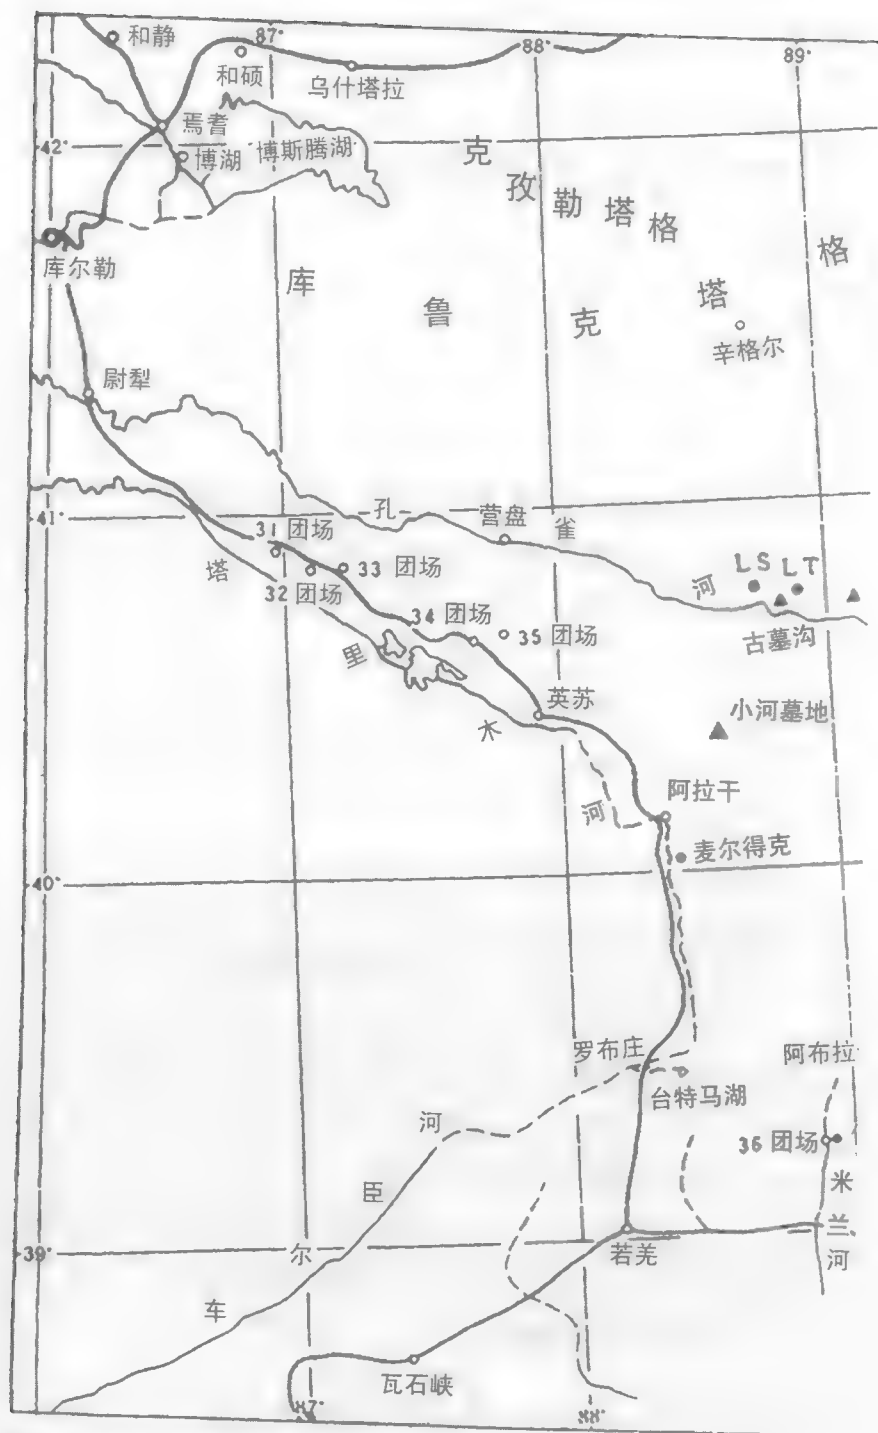 和静
87°
88°
89°
和硕
乌什塔拉
焉耆
42°
博湖
博斯腾湖
克孜勒塔格
库尔勒
库鲁克塔格
辛格尔
尉犁
41°
孔雀河
营盘
31 团场
32 团场
33 团场
34 团场
35 团场
塔里木河
LS
LT
古墓沟
英苏
小河墓地
阿拉干
麦尔得克
40°
罗布庄
阿布拉
台特马湖
36 团场
米兰河
车尔臣河
39°
若羌
瓦石峡
87°
88°